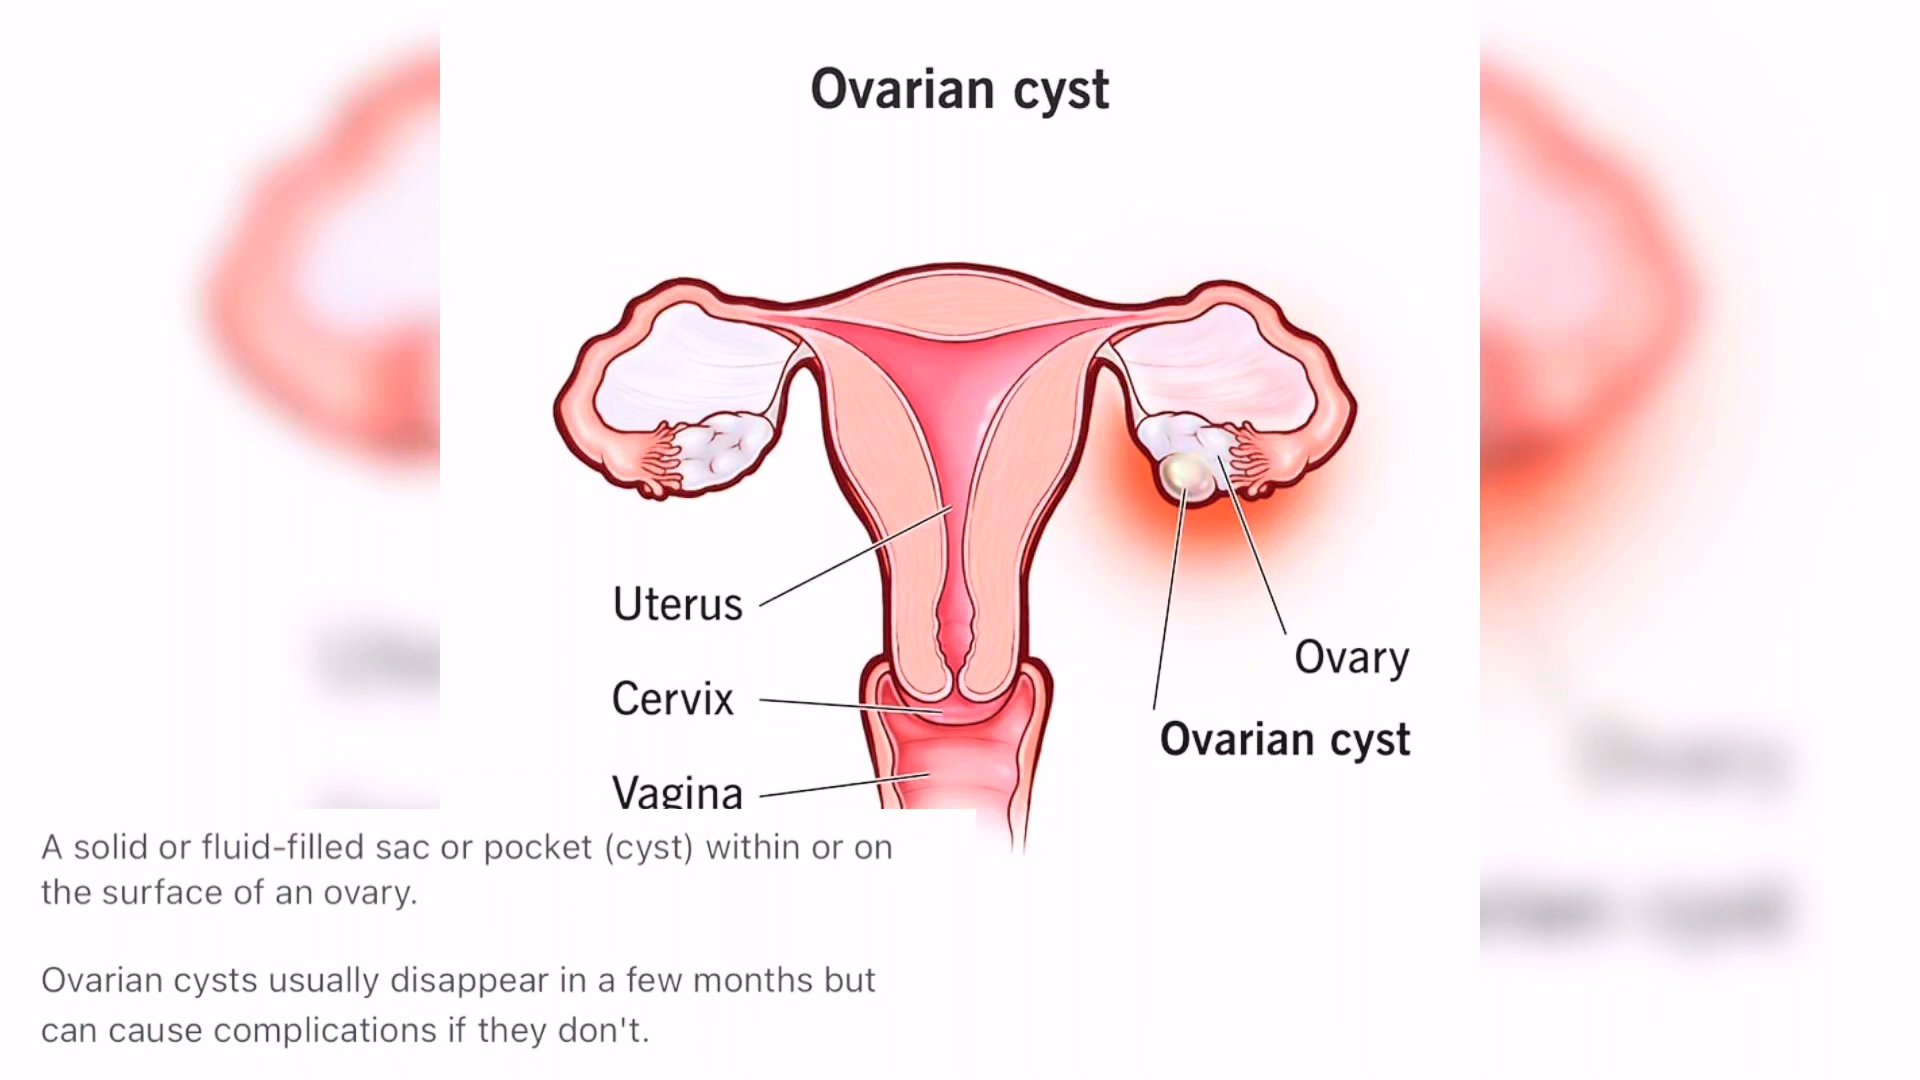 Ovarian cyst
Uterus
Cervix
Vagina
Ovary
Ovarian cyst
A solid or fluid-filled sac or pocket (cyst) within or on
the surface of an ovary.
Ovarian cysts usually disappear in a few months but
can cause complications if they don't.